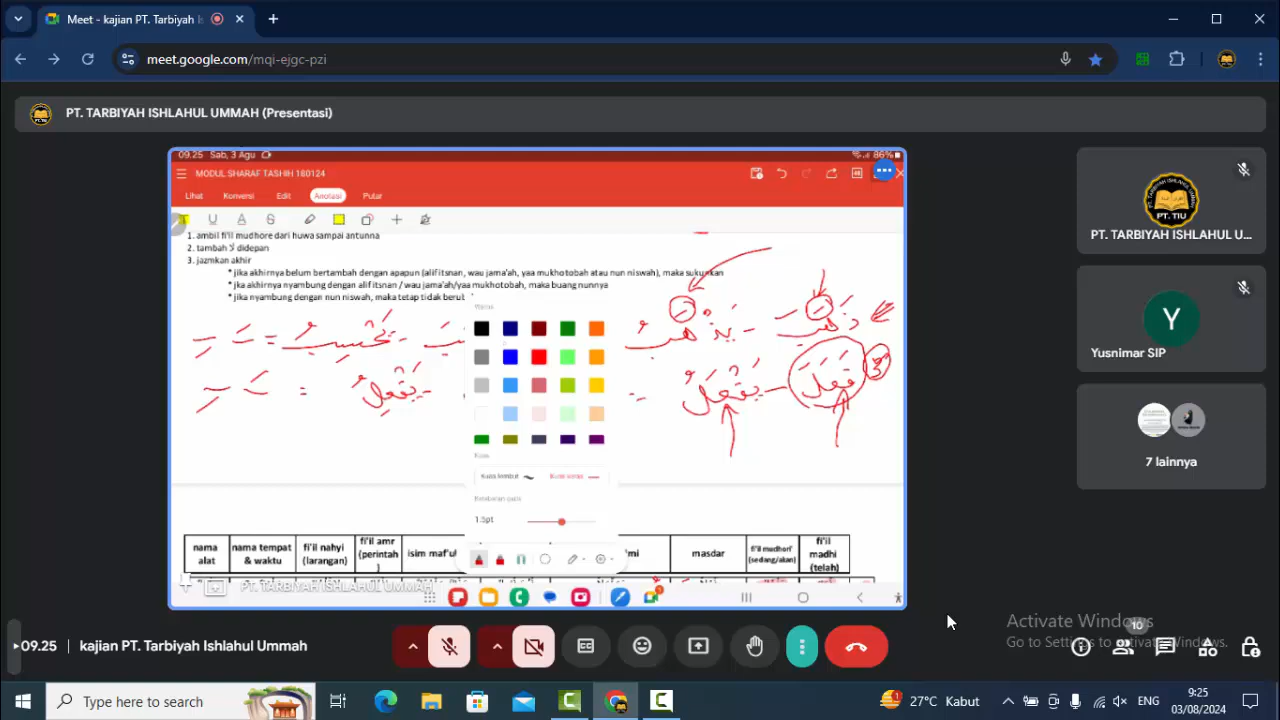 Meet - kajian PT. Tarbiyah Is
meet.google.com/mqi-ejgc-pzi
PT. TARBIYAH ISHLAHUL UMMAH (Presentasi)
09.25 Sab, 3 Agu
86%
MODUL SHARAF TASHIH 160124
Lihat Konversi Edit Anotasi Putar
1. ambil fi'il mudhore dari huwa sampai antunna
2. tambah لا didepan
3. jazmkan akhir
* jika akhirnya belum bertambah dengan apapun (alif itsnan, wau jama'ah, yaa mukhotobah atau nun niswah), maka sukunkan
* jka akhirnya nyambung dengan alif itsnan / wau jama'ah/yaa mukhotobah, maka buang nunnya
* jika nyambung dengan nun niswah, maka tetap tidak berub
Warna
ذَهَبَ - يَذْهَبُ
يَحْسِبُ =
فَعَلَ - يَفْعَلُ
يَفْعِلُ =
3
1.5pt
nama alat
nama tempat & waktu
fi'il nahyi (larangan)
fi'il amr (perintah)
isim maf'ul
masdar
fi'il mudhori' (sedang/akan)
fi'il madhi (telah)
PT. TARBIYAH ISHLAHUL UMMAH
PT. TIU
PT. TARBIYAH ISHLAHUL U...
Y
Yusnimar SIP
7 lainnya
Activate Windows
Go to Settings to activate Windows.
09.25 | kajian PT. Tarbiyah Ishlahul Ummah
10
Type here to search
27°C Kabut
ENG
9:25
03/08/2024